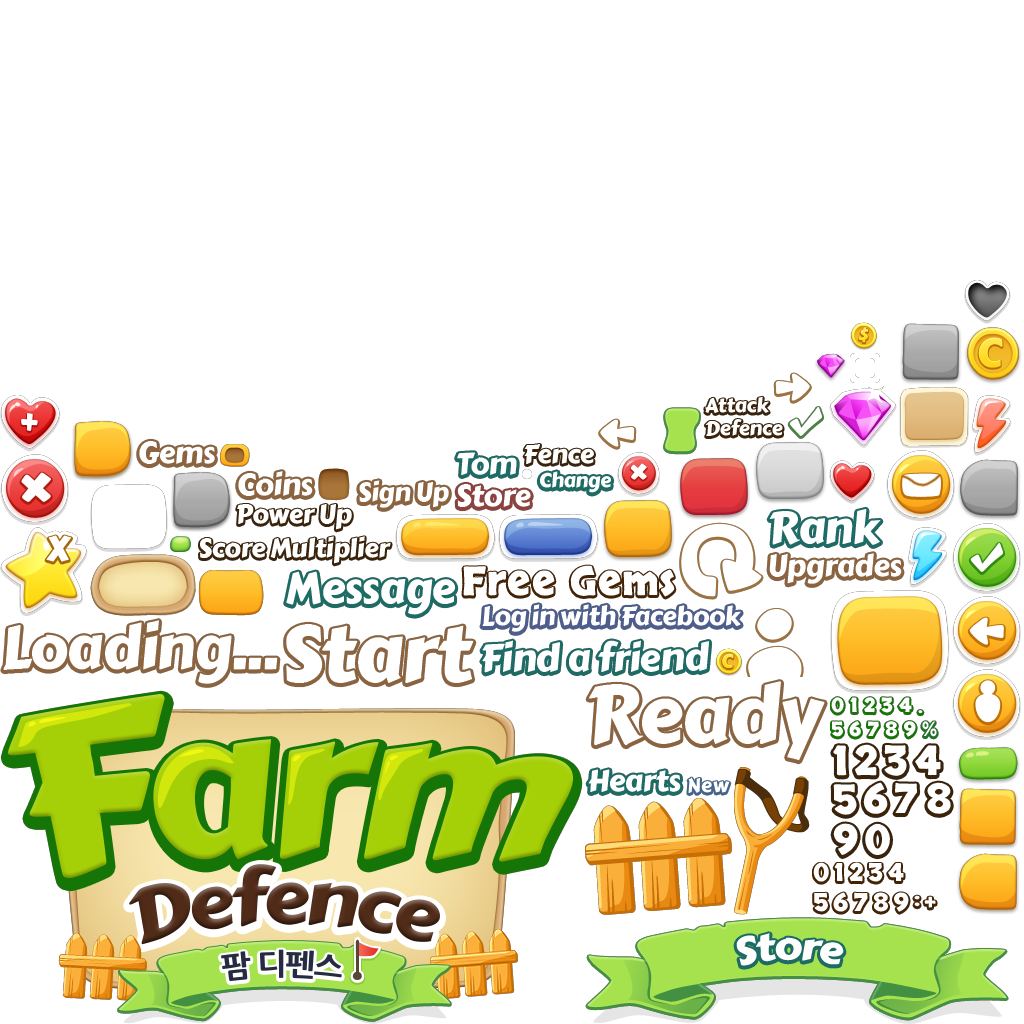 $
C
Attack
Defence
Gems
Coins
Power Up
Sign Up
Tom
Store
Fence
Change
X
Score Multiplier
Message
Free Gems
Rank
Upgrades
Log in with Facebook
Loading...
Start
Find a friend
C
Ready
01234.
56789%
1234
5678
90
01234
56789:+
Hearts
New
Farm
Defence
팜 디펜스
Store